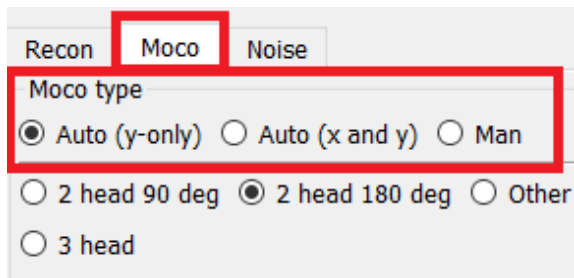 Recon Moco Noise
Moco type
Auto (y-only) Auto (x and y) Man
2 head 90 deg 2 head 180 deg Other
3 head